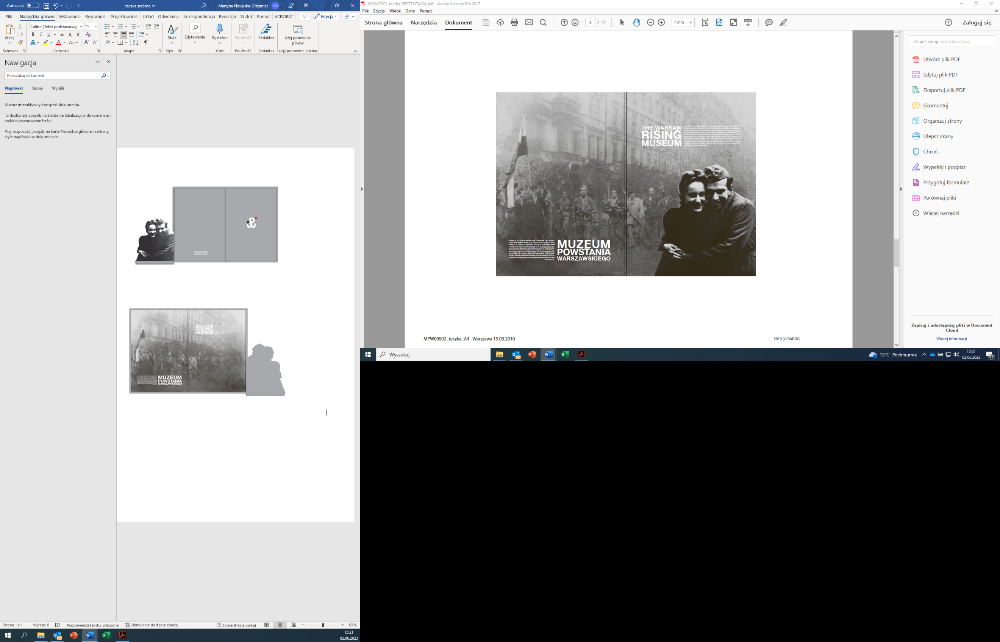 Autozapis
teczka srebrna
Martyna Niziurska-Olszaniec
MN
Plik
Narzędzia główne
Wstawianie
Rysowanie
Projektowanie
Układ
Odwołania
Korespondencja
Recenzja
Widok
Pomoc
ACROBAT
Edycja
Wklej
Calibri (Tekst podstawowy)
11
Style
Edytowanie
Dyktafon
Poufność
Redaktor
Użyj ponownie
plików
Schowek
Czcionka
Akapit
Style
Głos
Poufność
Redaktor
Użyj ponownie plików
Nawigacja
Przeszukaj dokument
Nagłówki
Strony
Wyniki
Utwórz interaktywny konspekt dokumentu.
To doskonały sposób na śledzenie lokalizacji w dokumencie i
szybkie przenoszenie treści.
Aby rozpocząć, przejdź na kartę Narzędzia główne i zastosuj
style nagłówka w dokumencie.
THE WARSAW
RISING
MUSEUM
MUZEUM
POWSTANIA
WARSZAWSKIEGO
Strona 1 z 1
Wyrazy: 0
Podpowiedzi tekstu: włączone
Ułatwienia dostępu: zbadaj
Koncentracja uwagi
100%
15:21
02.06.2023
MPW00502_teczka_PREZENTACJA.pdf - Adobe Acrobat Pro 2017
Plik
Edycja
Widok
Okno
Pomoc
Strona główna
Narzędzia
Dokument
9 / 11
104%
Zaloguj się
THE WARSAW
RISING
MUSEUM
MUZEUM
POWSTANIA
WARSZAWSKIEGO
MPW00502_teczka_A4 - Warszawa 19.03.2010
2010 (c) BADOG
Znajdź swoje narzędzia tutaj
Utwórz plik PDF
Edytuj plik PDF
Eksportuj plik PDF
Skomentuj
Organizuj strony
Ulepsz skany
Chroń
Wypełnij i podpisz
Przygotuj formularz
Porównaj pliki
Więcej narzędzi
Zapisuj i udostępniaj pliki w Document
Cloud
Więcej informacji
Wyszukaj
13°C Pochmurnie
15:21
02.06.2023
22